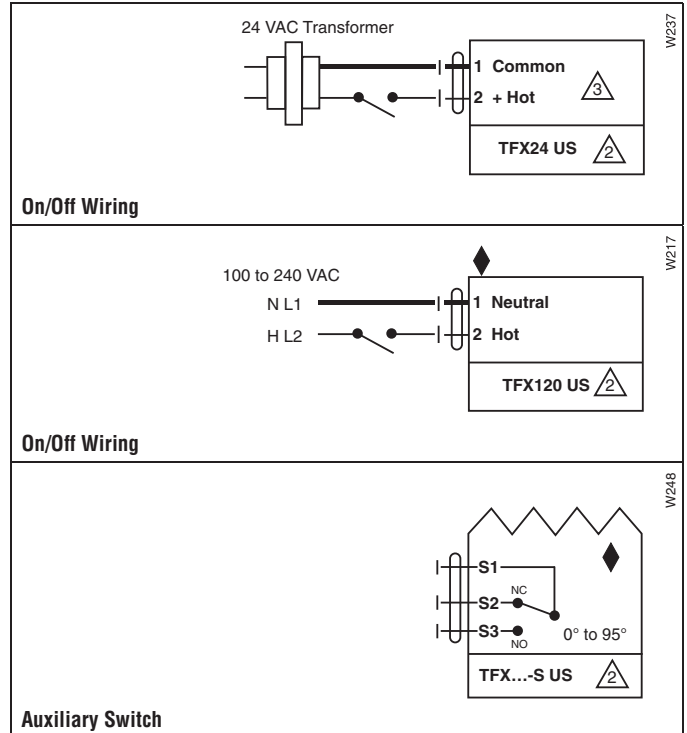 24 VAC Transformer
W237
1 Common
2 + Hot
3
TFX24 US 2
On/Off Wiring
W217
100 to 240 VAC
N L1
1 Neutral
H L2
2 Hot
TFX120 US 2
On/Off Wiring
W248
S1
NC
S2
S3
NO
0° to 95°
TFX...-S US 2
Auxiliary Switch